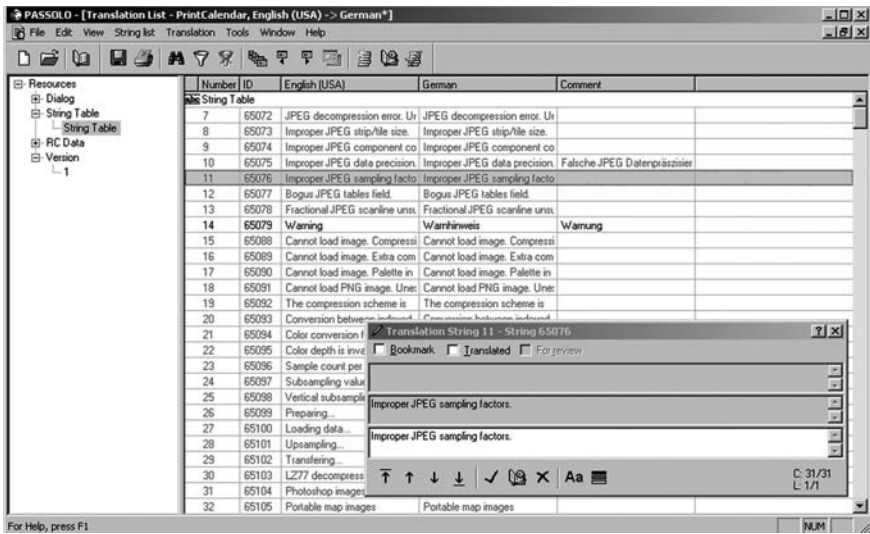 PASSOLO - [Translation List - PrintCalendar, English (USA) -> German*]
File Edit View String list Translation Tools Window Help
Resources
Dialog
String Table
String Table
RC Data
Version
1
Number ID English (USA) German Comment
abc String Table
7 65072 JPEG decompression error. Ur JPEG decompression error. Ur
8 65073 Improper JPEG strip/tile size. Improper JPEG strip/tile size.
9 65074 Improper JPEG component co Improper JPEG component co
10 65075 Improper JPEG data precision. Improper JPEG data precision. Falsche JPEG Datenpräzisier
11 65076 Improper JPEG sampling facto Improper JPEG sampling facto
12 65077 Bogus JPEG tables field. Bogus JPEG tables field.
13 65078 Fractional JPEG scanline unsu Fractional JPEG scanline unsu
14 65079 Warning Warnhinweis Warnung
15 65088 Cannot load image. Compressi Cannot load image. Compressi
16 65089 Cannot load image. Extra com Cannot load image. Extra com
17 65090 Cannot load image. Palette in Cannot load image. Palette in
18 65091 Cannot load PNG image. Une: Cannot load PNG image. Une:
19 65092 The compression scheme is The compression scheme is
20 65093 Conversion between indexed Conversion between indexed
21 65094 Color conversion f
22 65095 Color depth is inva
23 65096 Sample count per
24 65097 Subsampling value
25 65098 Vertical subsampli
26 65099 Preparing...
27 65100 Loading data...
28 65101 Upsampling...
29 65102 Transfering...
30 65103 LZ77 decompress
31 65104 Photoshop images
32 65105 Portable map images Portable map images
Translation String 11 - String 65076
Bookmark Translated For review
Improper JPEG sampling factors.
Improper JPEG sampling factors.
Aa
C: 31/31
L: 1/1
For Help, press F1
NUM